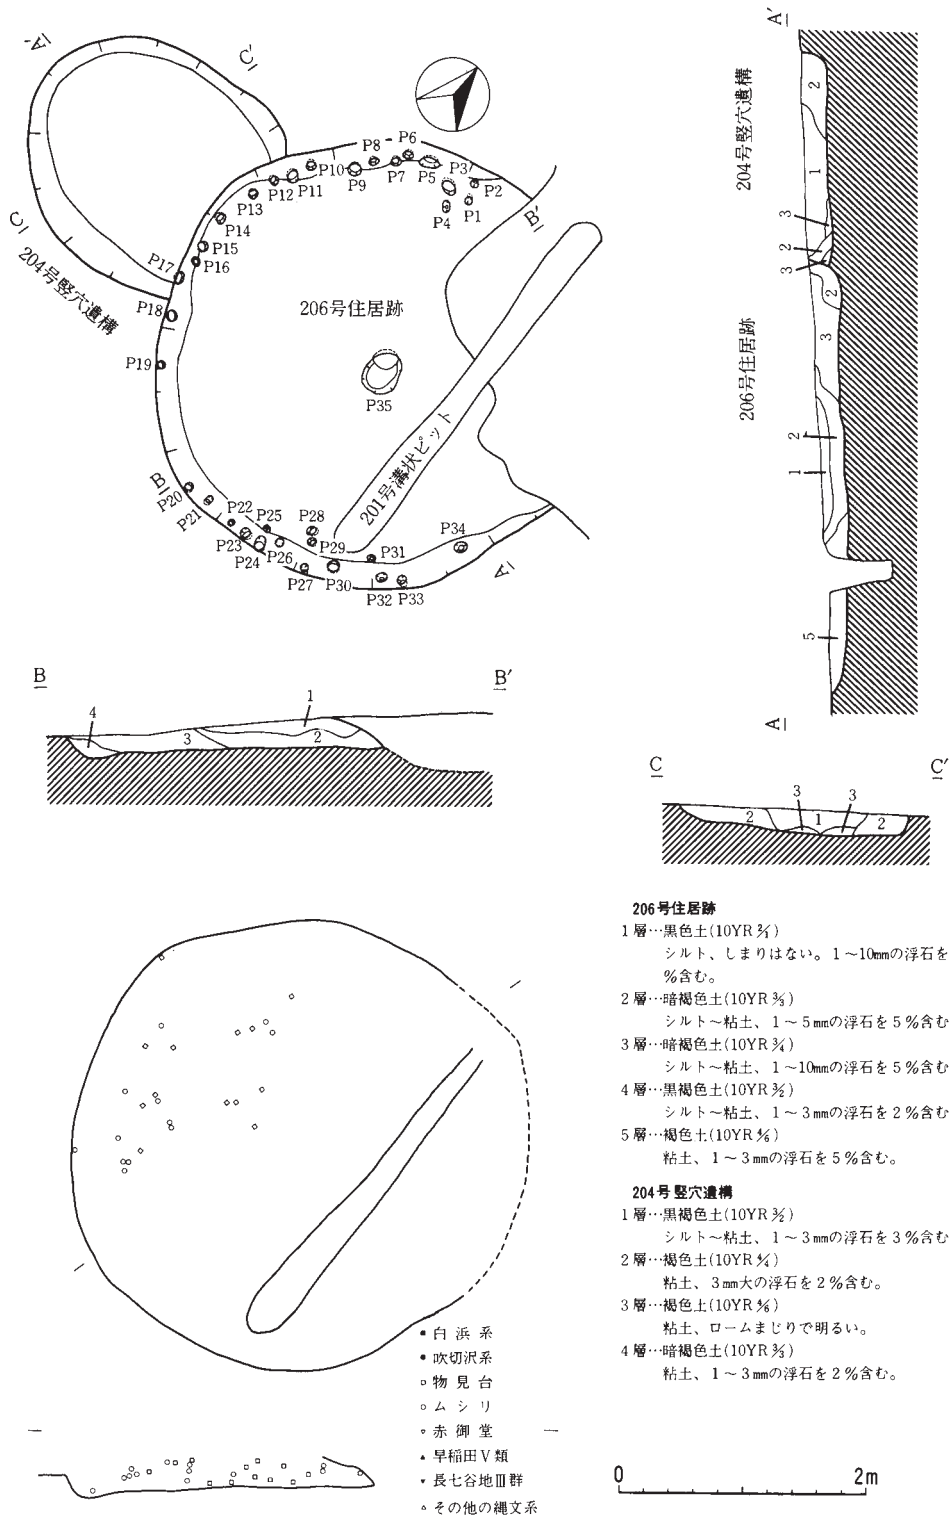 A′
C′
C
204号竪穴遺構
P1
P2
P3
P4
P5
P6
P7
P8
P9
P10
P11
P12
P13
P14
P15
P16
P17
P18
P19
P20
P21
P22
P23
P24
P25
P26
P27
P28
P29
P30
P31
P32
P33
P34
P35
206号住居跡
201号溝状ピット
B
B′
A
A′
204号竪穴遺構
206号住居跡
2
1
3
2
3
2
3
2
1
5
A
B
B′
4
3
1
2
C
C′
2
3
1
3
2
206号住居跡
1層…黒色土(10YR 2/1)
シルト、しまりはない。1～10mmの浮石を
%含む。
2層…暗褐色土(10YR 3/3)
シルト～粘土、1～5mmの浮石を5%含む
3層…暗褐色土(10YR 3/4)
シルト～粘土、1～10mmの浮石を5%含む
4層…黒褐色土(10YR 3/2)
シルト～粘土、1～3mmの浮石を2%含む
5層…褐色土(10YR 4/6)
粘土、1～3mmの浮石を5%含む。
204号竪穴遺構
1層…黒褐色土(10YR 3/2)
シルト～粘土、1～3mmの浮石を3%含む
2層…褐色土(10YR 4/4)
粘土、3mm大の浮石を2%含む。
3層…褐色土(10YR 4/6)
粘土、ロームまじりで明るい。
4層…暗褐色土(10YR 3/3)
粘土、1～3mmの浮石を2%含む。
白浜系
吹切沢系
物見台
ムシリ
赤御堂
早稲田Ⅴ類
長七谷地Ⅲ群
その他の縄文系
0 2m